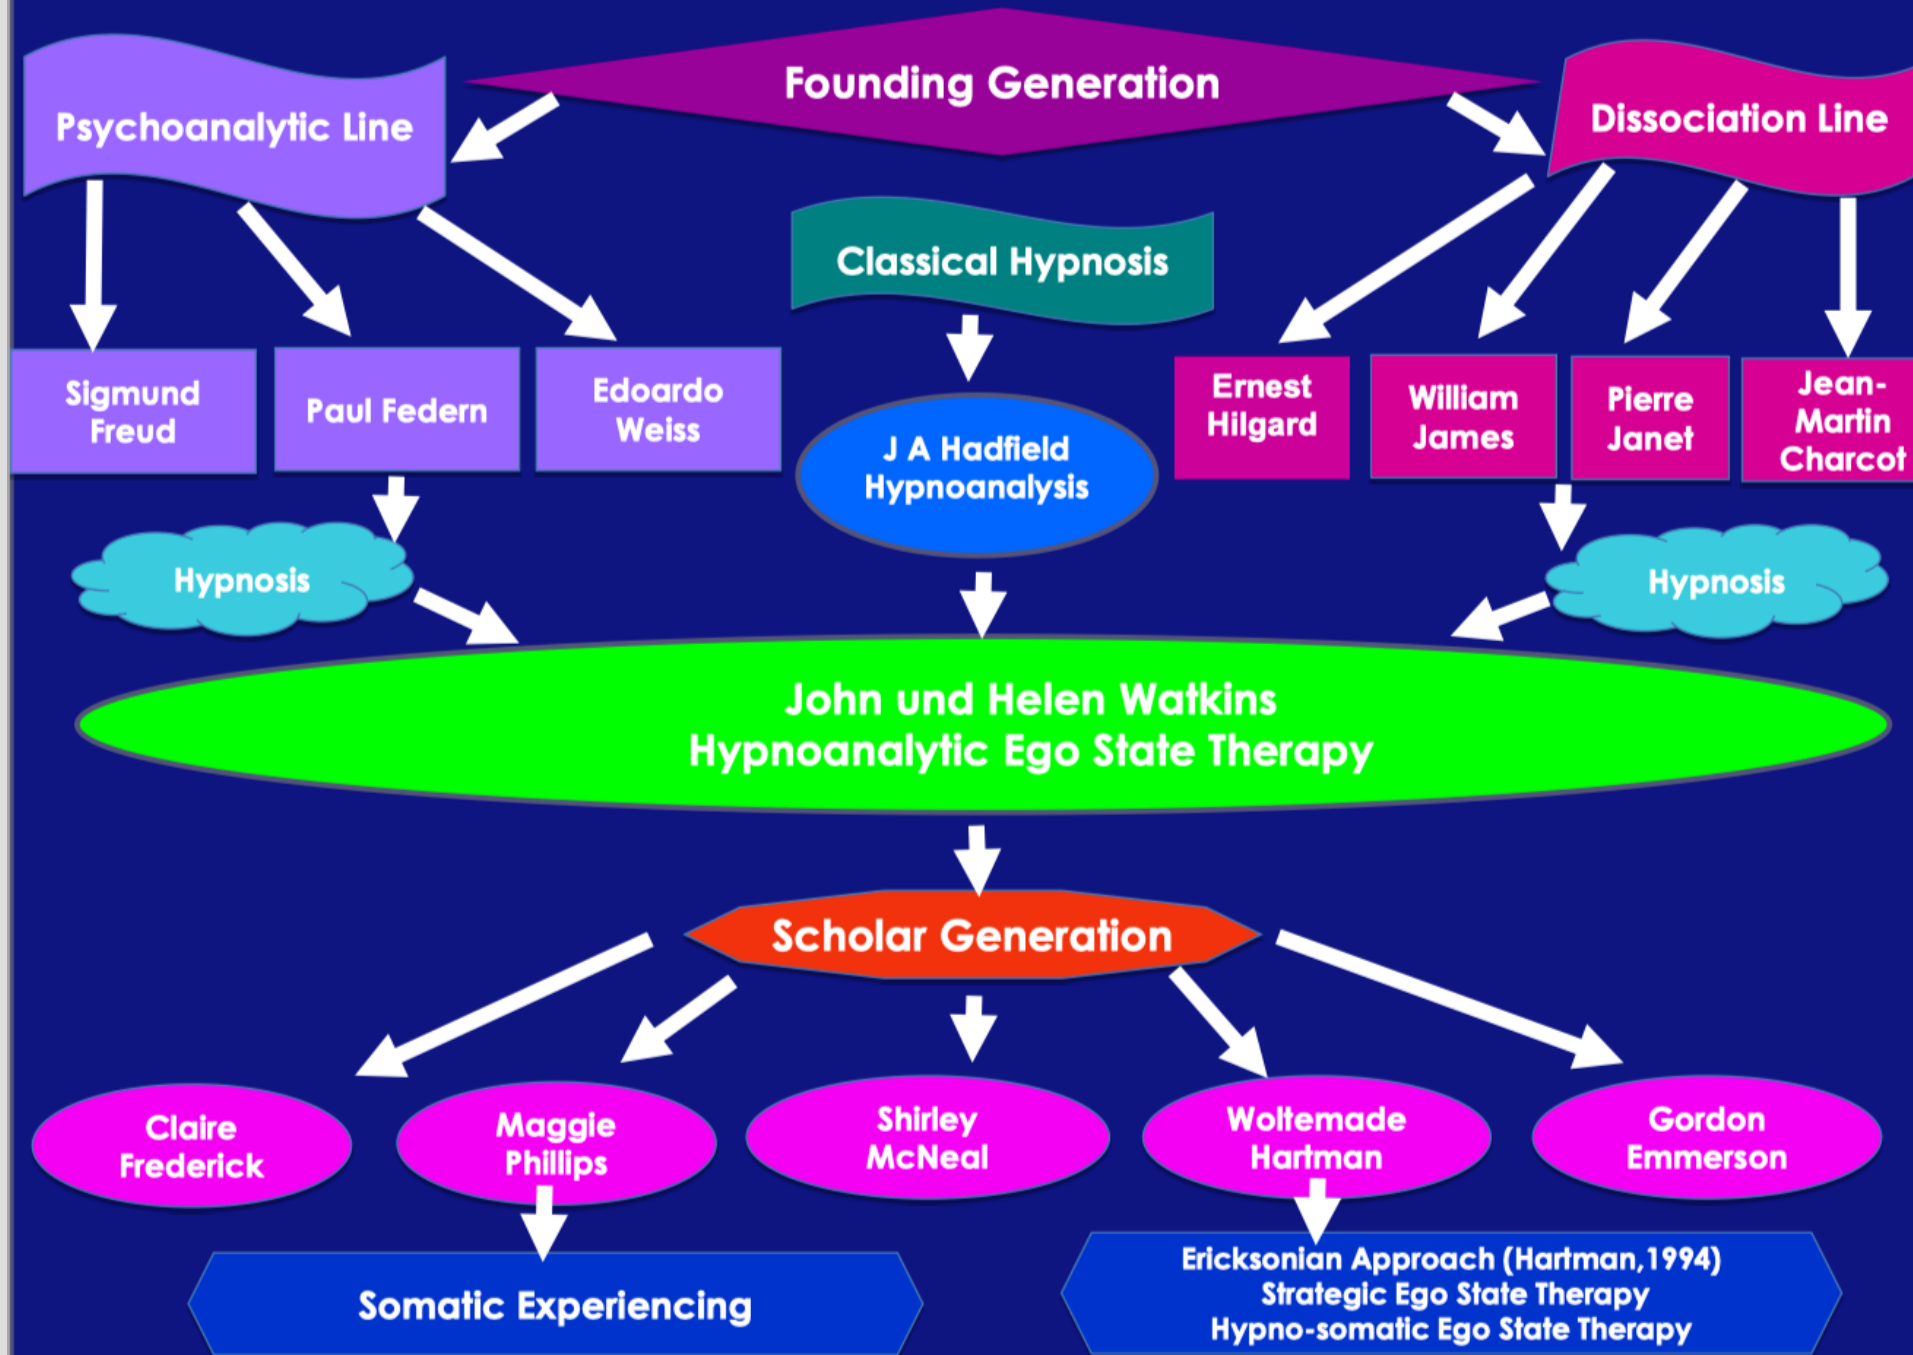 Founding Generation
Psychoanalytic Line
Dissociation Line
Classical Hypnosis
Sigmund
Freud
Paul Federn
Edoardo
Weiss
J A Hadfield
Hypnoanalysis
Ernest
Hilgard
William
James
Pierre
Janet
Jean-
Martin
Charcot
Hypnosis
Hypnosis
John und Helen Watkins
Hypnoanalytic Ego State Therapy
Scholar Generation
Claire
Frederick
Maggie
Phillips
Shirley
McNeal
Woltemade
Hartman
Gordon
Emmerson
Somatic Experiencing
Ericksonian Approach (Hartman,1994)
Strategic Ego State Therapy
Hypno-somatic Ego State Therapy